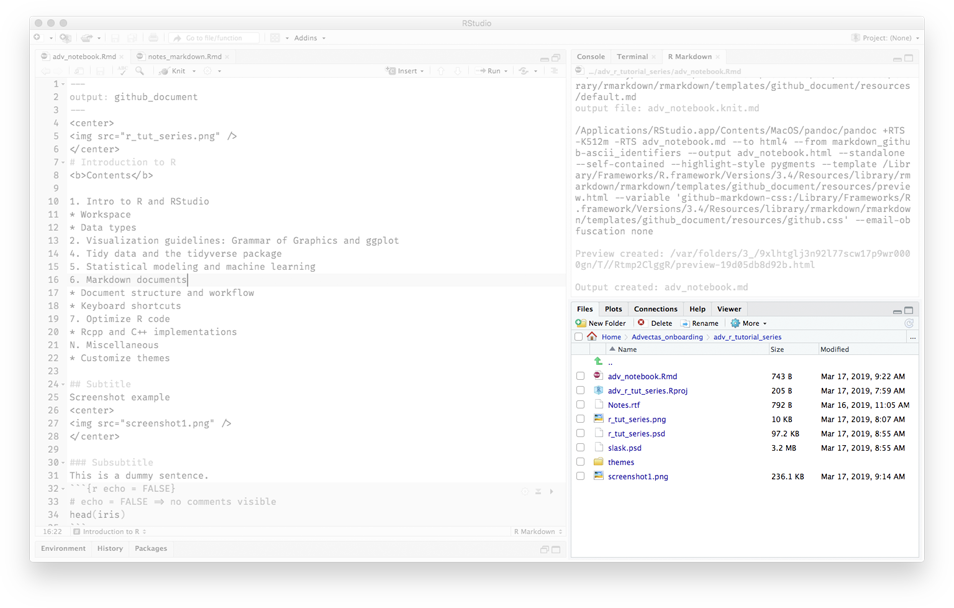 RStudio
Go to file/function
Addins
Project: (None)
adv_notebook.Rmd
notes_markdown.Rmd
Knit
Insert
Run
1 ---
2 output: github_document
3 ---
4 <center>
5 <img src="r_tut_series.png" />
6 </center>
7 # Introduction to R
8 <b>Contents</b>
9
10 1. Intro to R and RStudio
11 * Workspace
12 * Data types
13 2. Visualization guidelines: Grammar of Graphics and ggplot
14 4. Tidy data and the tidyverse package
15 5. Statistical modeling and machine learning
16 6. Markdown documents
17 * Document structure and workflow
18 * Keyboard shortcuts
19 7. Optimize R code
20 * Rcpp and C++ implementations
21 N. Miscellaneous
22 * Customize themes
23
24 ## Subtitle
25 Screenshot example
26 <center>
27 <img src="screenshot1.png" />
28 </center>
29
30 ### Subsubtitle
31 This is a dummy sentence.
32 ```{r echo = FALSE}
33 # echo = FALSE => no comments visible
34 head(iris)
16:22 Introduction to R
R Markdown
Environment History Packages
Console Terminal R Markdown
.../adv_r_tutorial_series/adv_notebook.Rmd
rary/rmarkdown/rmarkdown/templates/github_document/resources
/default.md
output file: adv_notebook.knit.md
/Applications/RStudio.app/Contents/MacOS/pandoc/pandoc +RTS
-K512m -RTS adv_notebook.md --to html4 --from markdown_githu
b-ascii_identifiers --output adv_notebook.html --standalone
--self-contained --highlight-style pygments --template /Libr
ary/Frameworks/R.framework/Versions/3.4/Resources/library/rm
arkdown/rmarkdown/templates/github_document/resources/previe
w.html --variable 'github-markdown-css:/Library/Frameworks/R
.framework/Versions/3.4/Resources/library/rmarkdown/rmarkdow
n/templates/github_document/resources/github.css' --email-ob
fuscation none
Preview created: /var/folders/3_/9xlhtglj3n92l77scw17p9wr000
0gn/T//Rtmp2ClggR/preview-19d05db8d92b.html
Output created: adv_notebook.md
Files Plots Connections Help Viewer
New Folder Delete Rename More
Home Advectas_onboarding adv_r_tutorial_series ...
Name Size Modified
..
adv_notebook.Rmd 743 B Mar 17, 2019, 9:22 AM
adv_r_tut_series.Rproj 205 B Mar 17, 2019, 7:59 AM
Notes.rtf 792 B Mar 16, 2019, 11:05 AM
r_tut_series.png 10 KB Mar 17, 2019, 8:07 AM
r_tut_series.psd 97.2 KB Mar 17, 2019, 8:55 AM
slask.psd 3.2 MB Mar 17, 2019, 8:55 AM
themes
screenshot1.png 236.1 KB Mar 17, 2019, 9:14 AM